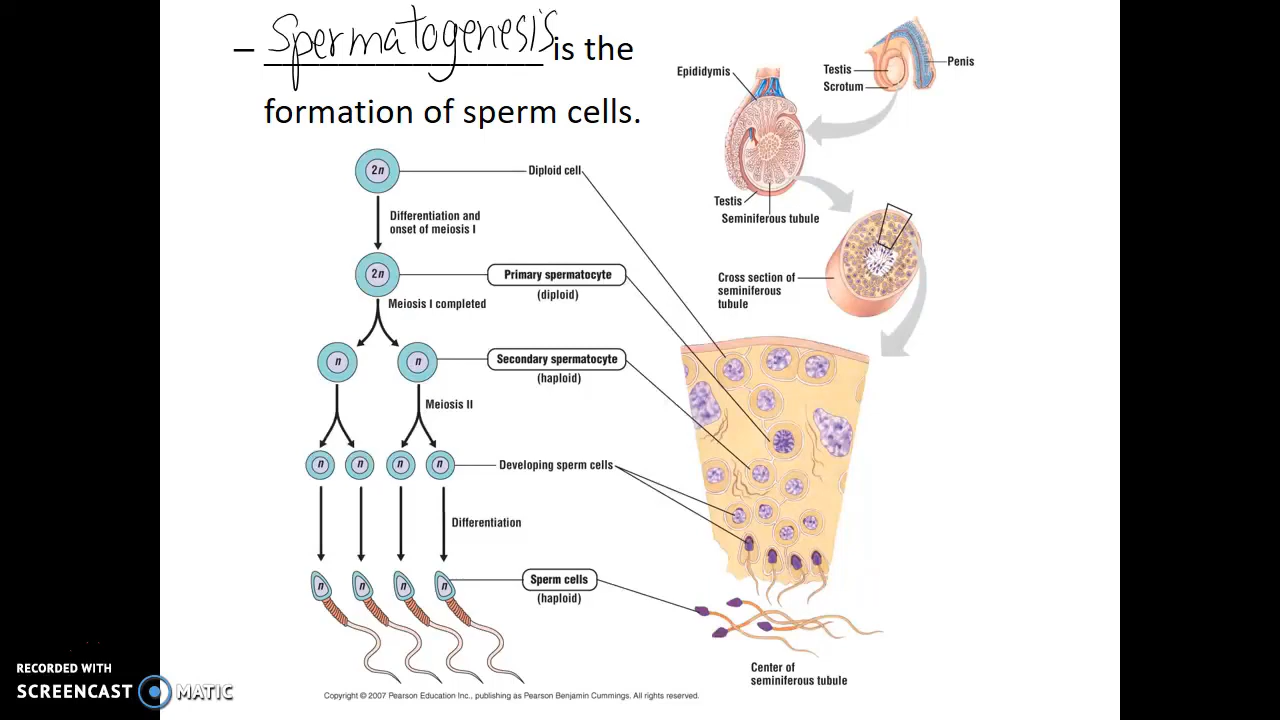 – Spermatogenesis is the
formation of sperm cells.
2n
Diploid cell
Differentiation and
onset of meiosis I
2n
Primary spermatocyte
(diploid)
Meiosis I completed
n
n
Secondary spermatocyte
(haploid)
Meiosis II
n
n
n
n
Developing sperm cells
Differentiation
n
n
n
n
Sperm cells
(haploid)
Epididymis
Testis
Scrotum
Penis
Testis
Seminiferous tubule
Cross section of
seminiferous
tubule
Center of
seminiferous tubule
Copyright © 2007 Pearson Education Inc., publishing as Pearson Benjamin Cummings. All rights reserved.
RECORDED WITH
SCREENCAST MATIC